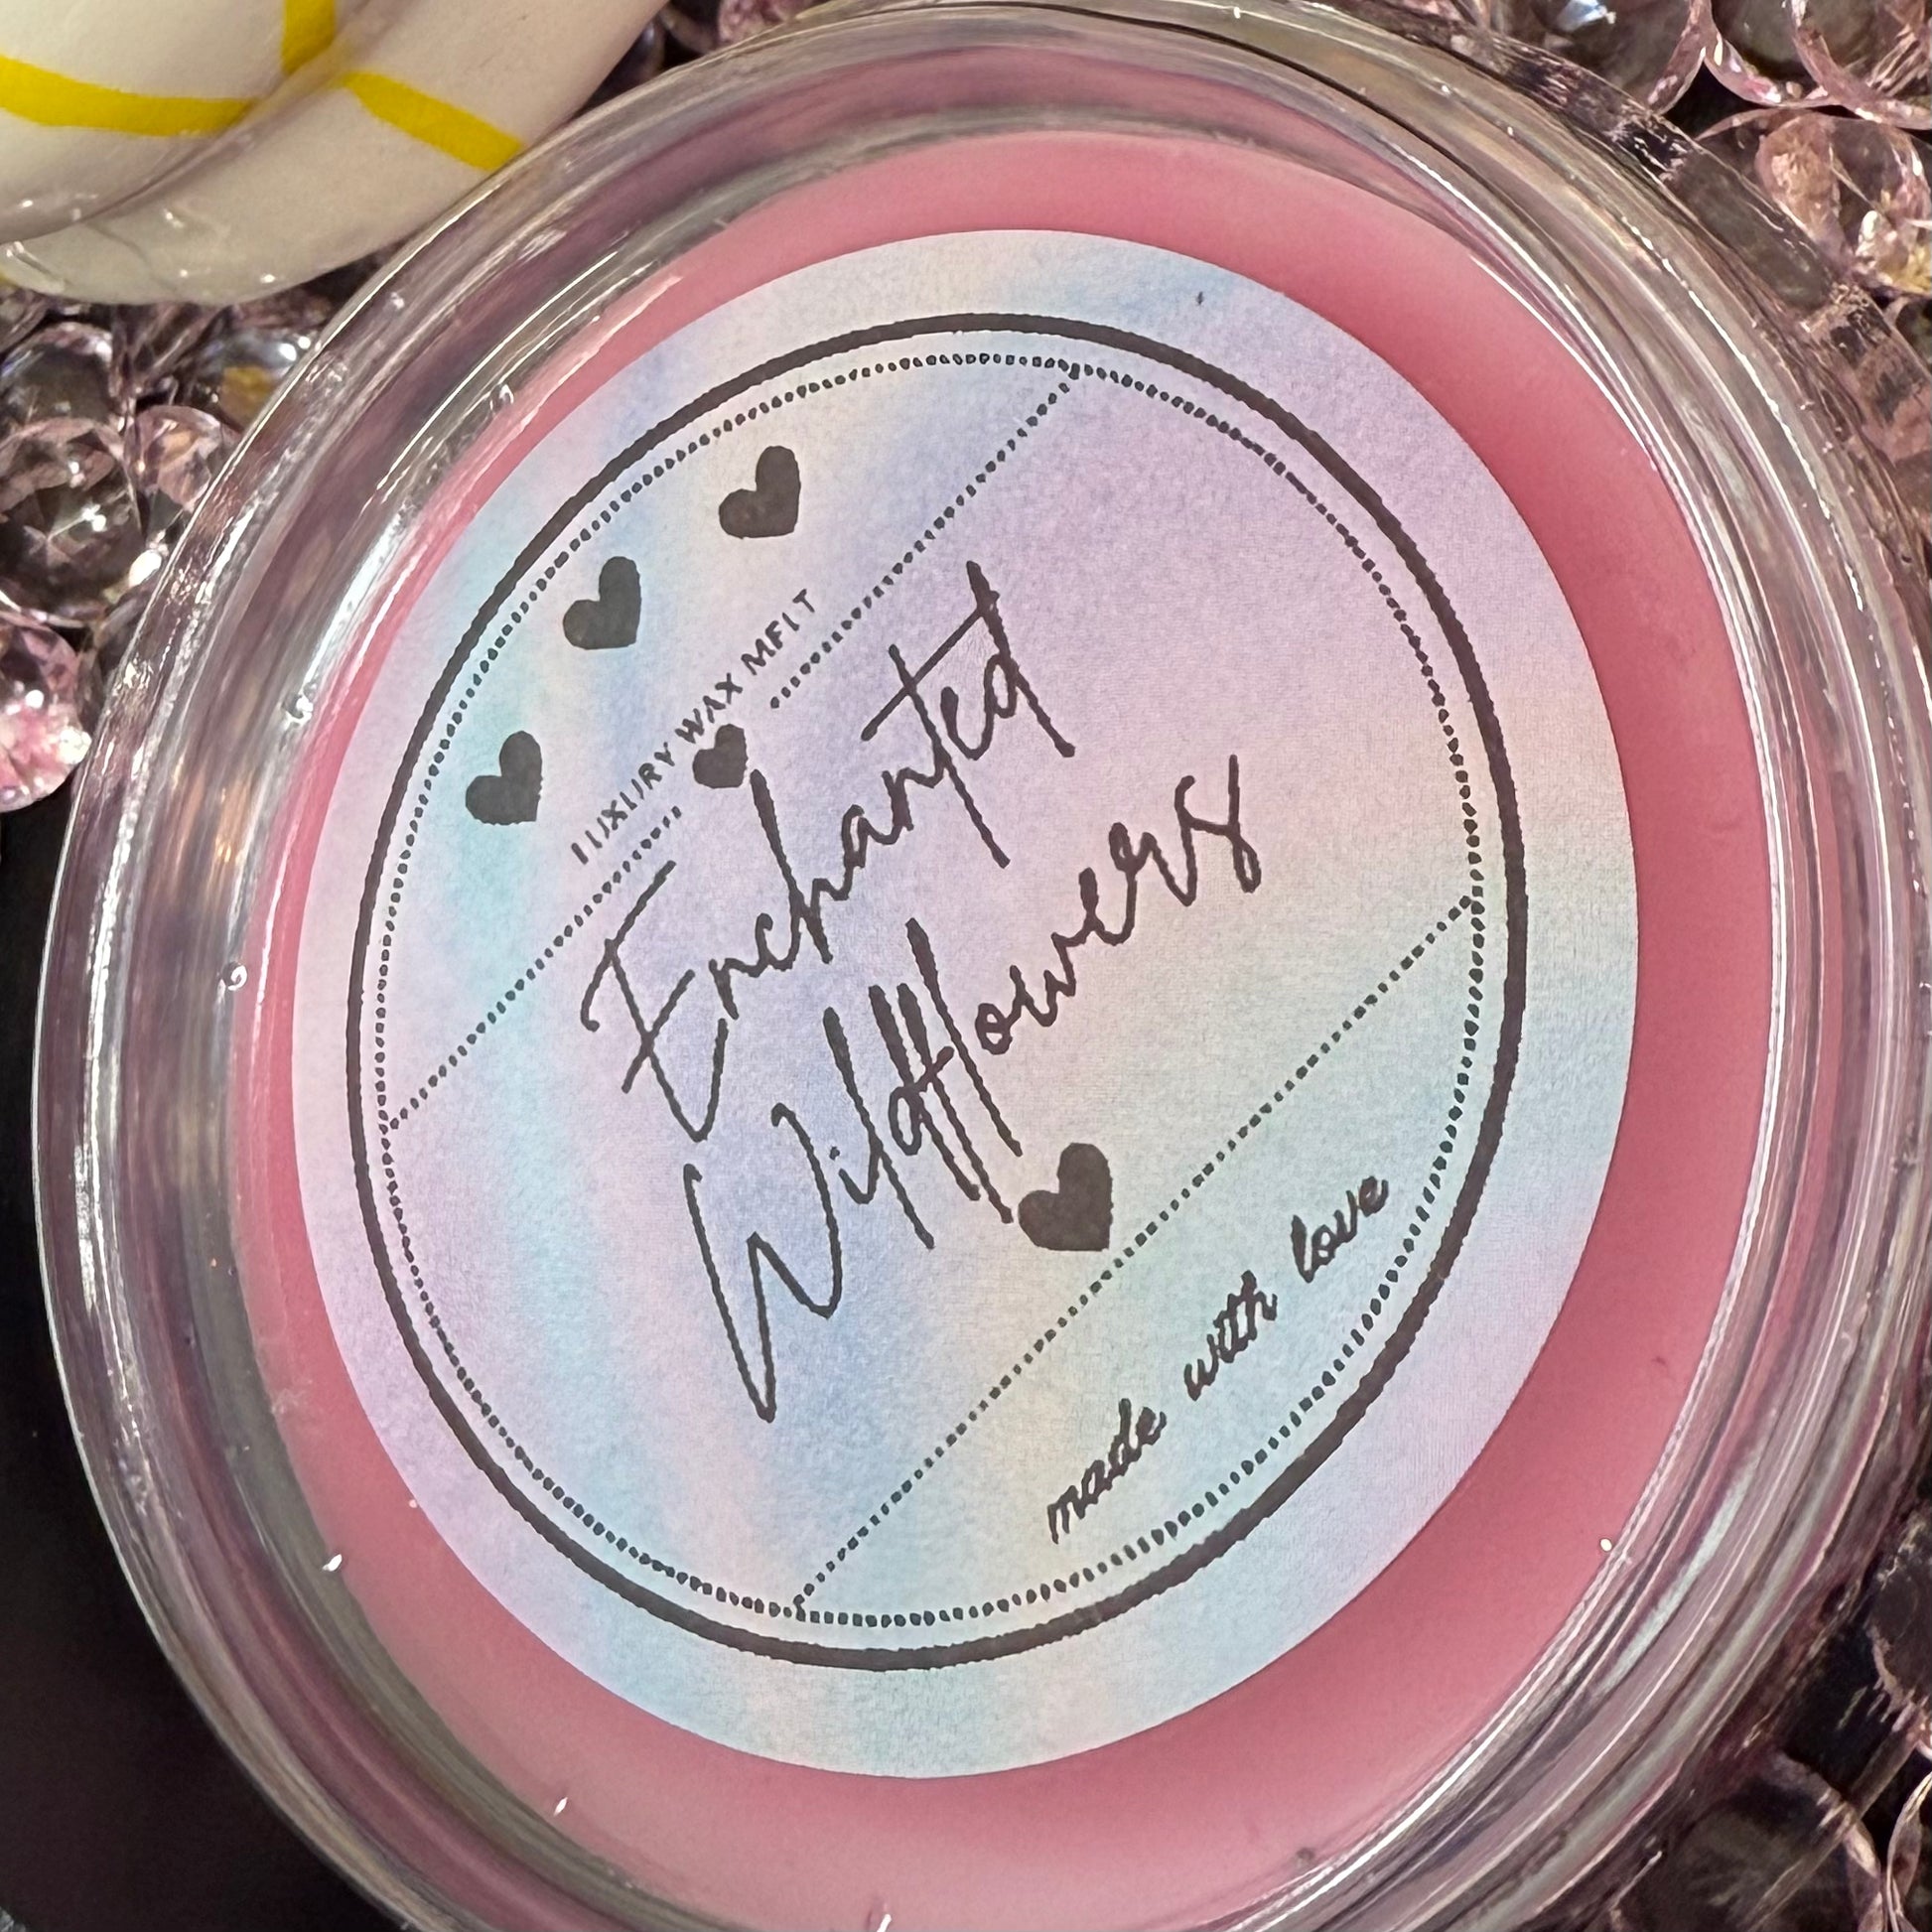 LUXURY WAX MELT
Enchanted
Wildflowers
made with love